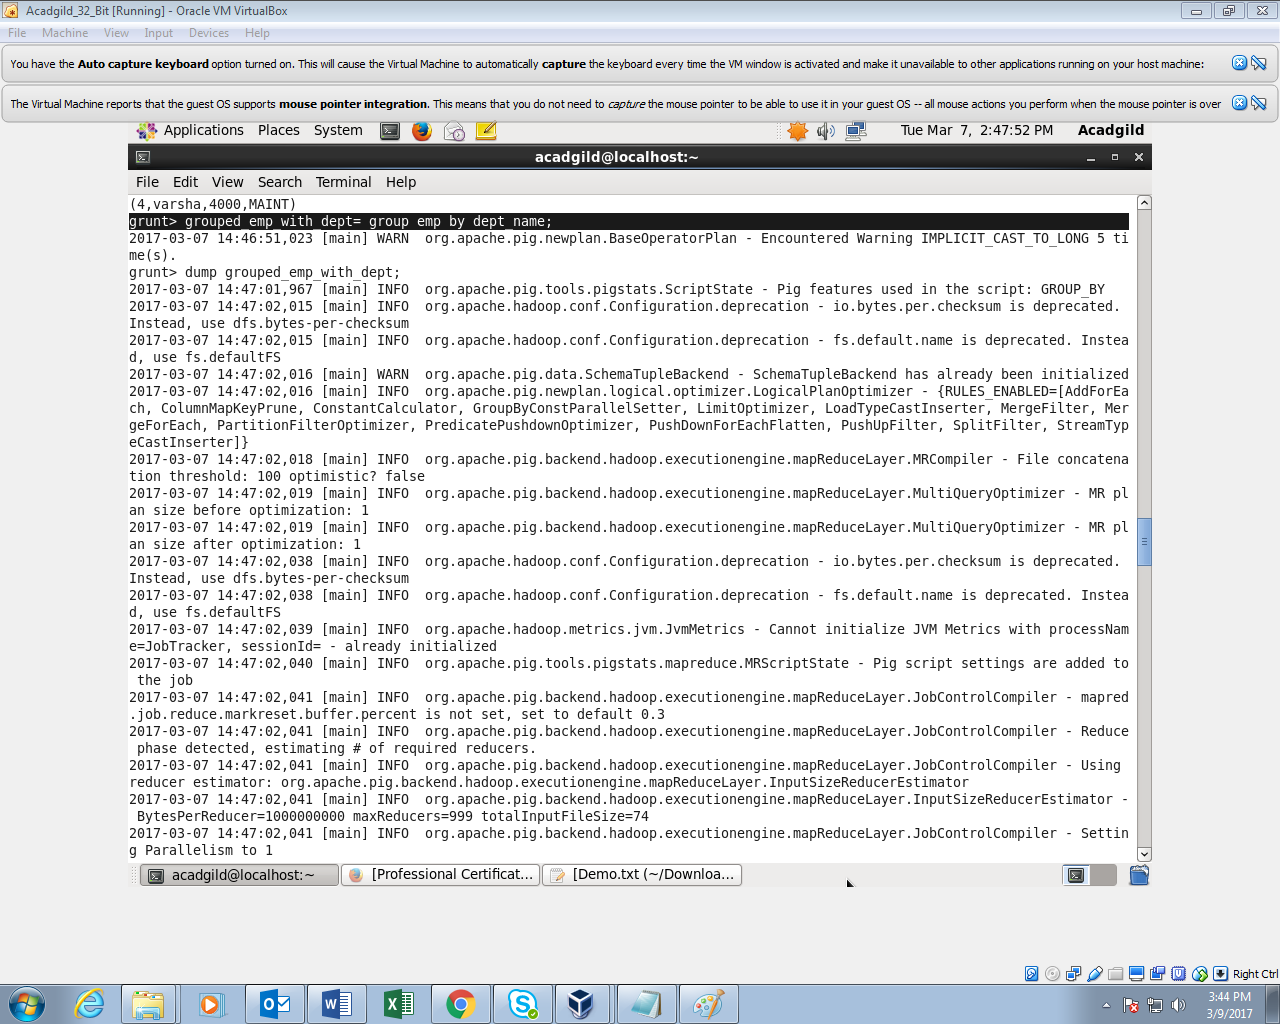 Acadgild_32_Bit [Running] - Oracle VM VirtualBox
File Machine View Input Devices Help
You have the Auto capture keyboard option turned on. This will cause the Virtual Machine to automatically capture the keyboard every time the VM window is activated and make it unavailable to other applications running on your host machine:
The Virtual Machine reports that the guest OS supports mouse pointer integration. This means that you do not need to capture the mouse pointer to be able to use it in your guest OS -- all mouse actions you perform when the mouse pointer is over
Applications Places System Tue Mar 7, 2:47:52 PM Acadgild
acadgild@localhost:~
File Edit View Search Terminal Help
(4,varsha,4000,MAINT)
grunt> grouped_emp_with_dept= group emp by dept_name;
2017-03-07 14:46:51,023 [main] WARN  org.apache.pig.newplan.BaseOperatorPlan - Encountered Warning IMPLICIT_CAST_TO_LONG 5 ti
me(s).
grunt> dump grouped_emp_with_dept;
2017-03-07 14:47:01,967 [main] INFO  org.apache.pig.tools.pigstats.ScriptState - Pig features used in the script: GROUP_BY
2017-03-07 14:47:02,015 [main] INFO  org.apache.hadoop.conf.Configuration.deprecation - io.bytes.per.checksum is deprecated.
Instead, use dfs.bytes-per-checksum
2017-03-07 14:47:02,015 [main] INFO  org.apache.hadoop.conf.Configuration.deprecation - fs.default.name is deprecated. Instea
d, use fs.defaultFS
2017-03-07 14:47:02,016 [main] WARN  org.apache.pig.data.SchemaTupleBackend - SchemaTupleBackend has already been initialized
2017-03-07 14:47:02,016 [main] INFO  org.apache.pig.newplan.logical.optimizer.LogicalPlanOptimizer - {RULES_ENABLED=[AddForEa
ch, ColumnMapKeyPrune, ConstantCalculator, GroupByConstParallelSetter, LimitOptimizer, LoadTypeCastInserter, MergeFilter, Mer
geForEach, PartitionFilterOptimizer, PredicatePushdownOptimizer, PushDownForEachFlatten, PushUpFilter, SplitFilter, StreamTyp
eCastInserter]}
2017-03-07 14:47:02,018 [main] INFO  org.apache.pig.backend.hadoop.executionengine.mapReduceLayer.MRCompiler - File concatena
tion threshold: 100 optimistic? false
2017-03-07 14:47:02,019 [main] INFO  org.apache.pig.backend.hadoop.executionengine.mapReduceLayer.MultiQueryOptimizer - MR pl
an size before optimization: 1
2017-03-07 14:47:02,019 [main] INFO  org.apache.pig.backend.hadoop.executionengine.mapReduceLayer.MultiQueryOptimizer - MR pl
an size after optimization: 1
2017-03-07 14:47:02,038 [main] INFO  org.apache.hadoop.conf.Configuration.deprecation - io.bytes.per.checksum is deprecated.
Instead, use dfs.bytes-per-checksum
2017-03-07 14:47:02,038 [main] INFO  org.apache.hadoop.conf.Configuration.deprecation - fs.default.name is deprecated. Instea
d, use fs.defaultFS
2017-03-07 14:47:02,039 [main] INFO  org.apache.hadoop.metrics.jvm.JvmMetrics - Cannot initialize JVM Metrics with processNam
e=JobTracker, sessionId= - already initialized
2017-03-07 14:47:02,040 [main] INFO  org.apache.pig.tools.pigstats.mapreduce.MRScriptState - Pig script settings are added to
 the job
2017-03-07 14:47:02,041 [main] INFO  org.apache.pig.backend.hadoop.executionengine.mapReduceLayer.JobControlCompiler - mapred
.job.reduce.markreset.buffer.percent is not set, set to default 0.3
2017-03-07 14:47:02,041 [main] INFO  org.apache.pig.backend.hadoop.executionengine.mapReduceLayer.JobControlCompiler - Reduce
 phase detected, estimating # of required reducers.
2017-03-07 14:47:02,041 [main] INFO  org.apache.pig.backend.hadoop.executionengine.mapReduceLayer.JobControlCompiler - Using
reducer estimator: org.apache.pig.backend.hadoop.executionengine.mapReduceLayer.InputSizeReducerEstimator
2017-03-07 14:47:02,041 [main] INFO  org.apache.pig.backend.hadoop.executionengine.mapReduceLayer.InputSizeReducerEstimator -
 BytesPerReducer=1000000000 maxReducers=999 totalInputFileSize=74
2017-03-07 14:47:02,041 [main] INFO  org.apache.pig.backend.hadoop.executionengine.mapReduceLayer.JobControlCompiler - Settin
g Parallelism to 1
acadgild@localhost:~ [Professional Certificat... [Demo.txt (~/Downloa...
Right Ctrl
3:44 PM
3/9/2017